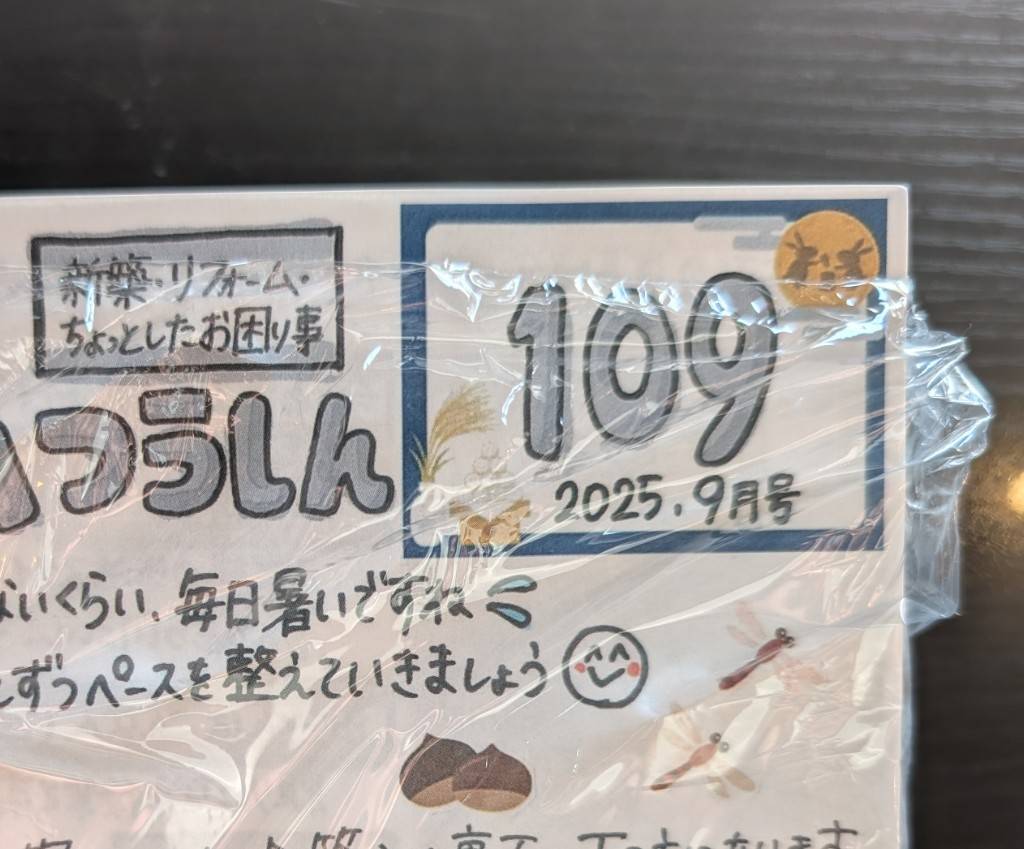 新築・リフォーム・
ちょっとしたお困り事
つうしん
109
2025.9月号
ないくらい、毎日暑いですね
ずつペースを整えていきましょう